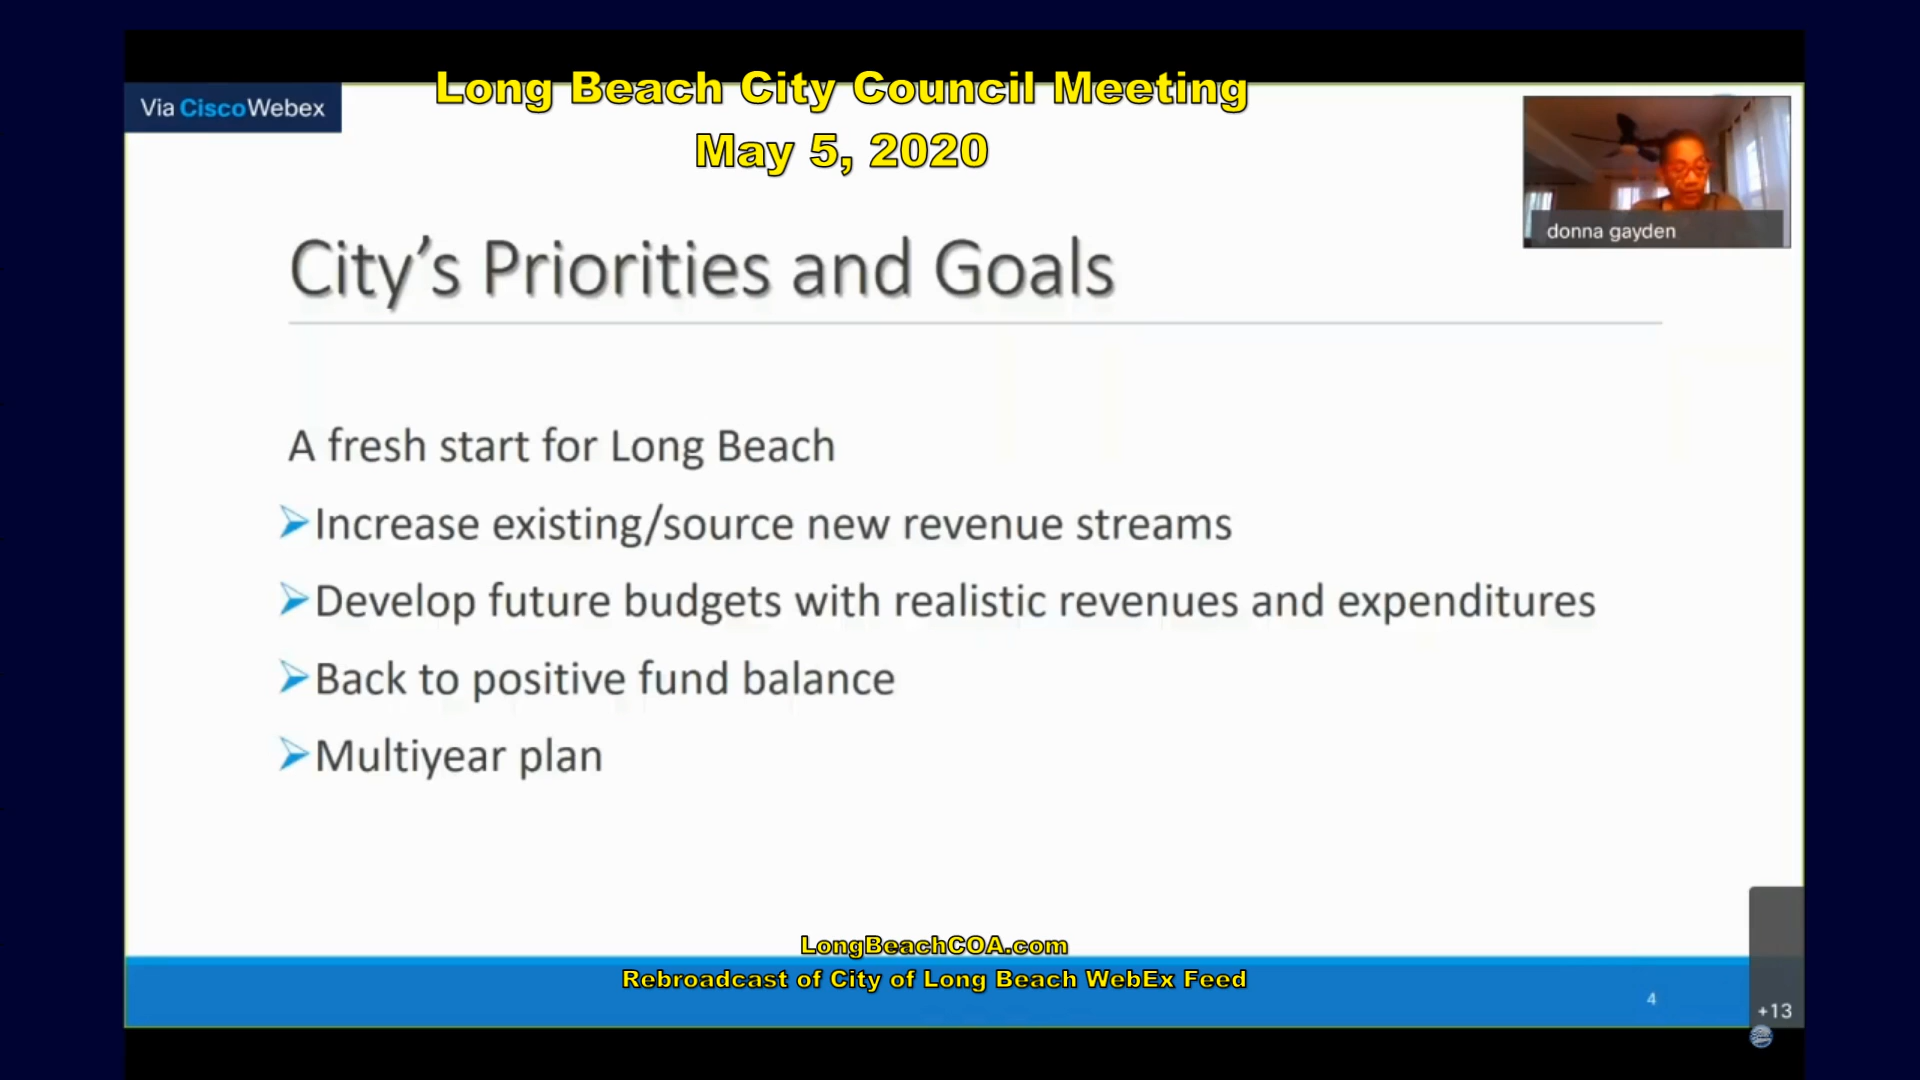 Long Beach City Council Meeting
Via CiscoWebex
May 5, 2020
donna gayden
City’s Priorities and Goals
A fresh start for Long Beach
Increase existing/source new revenue streams
Develop future budgets with realistic revenues and expenditures
Back to positive fund balance
Multiyear plan
LongBeachCOA.com
Rebroadcast of City of Long Beach WebEx Feed
4
+13